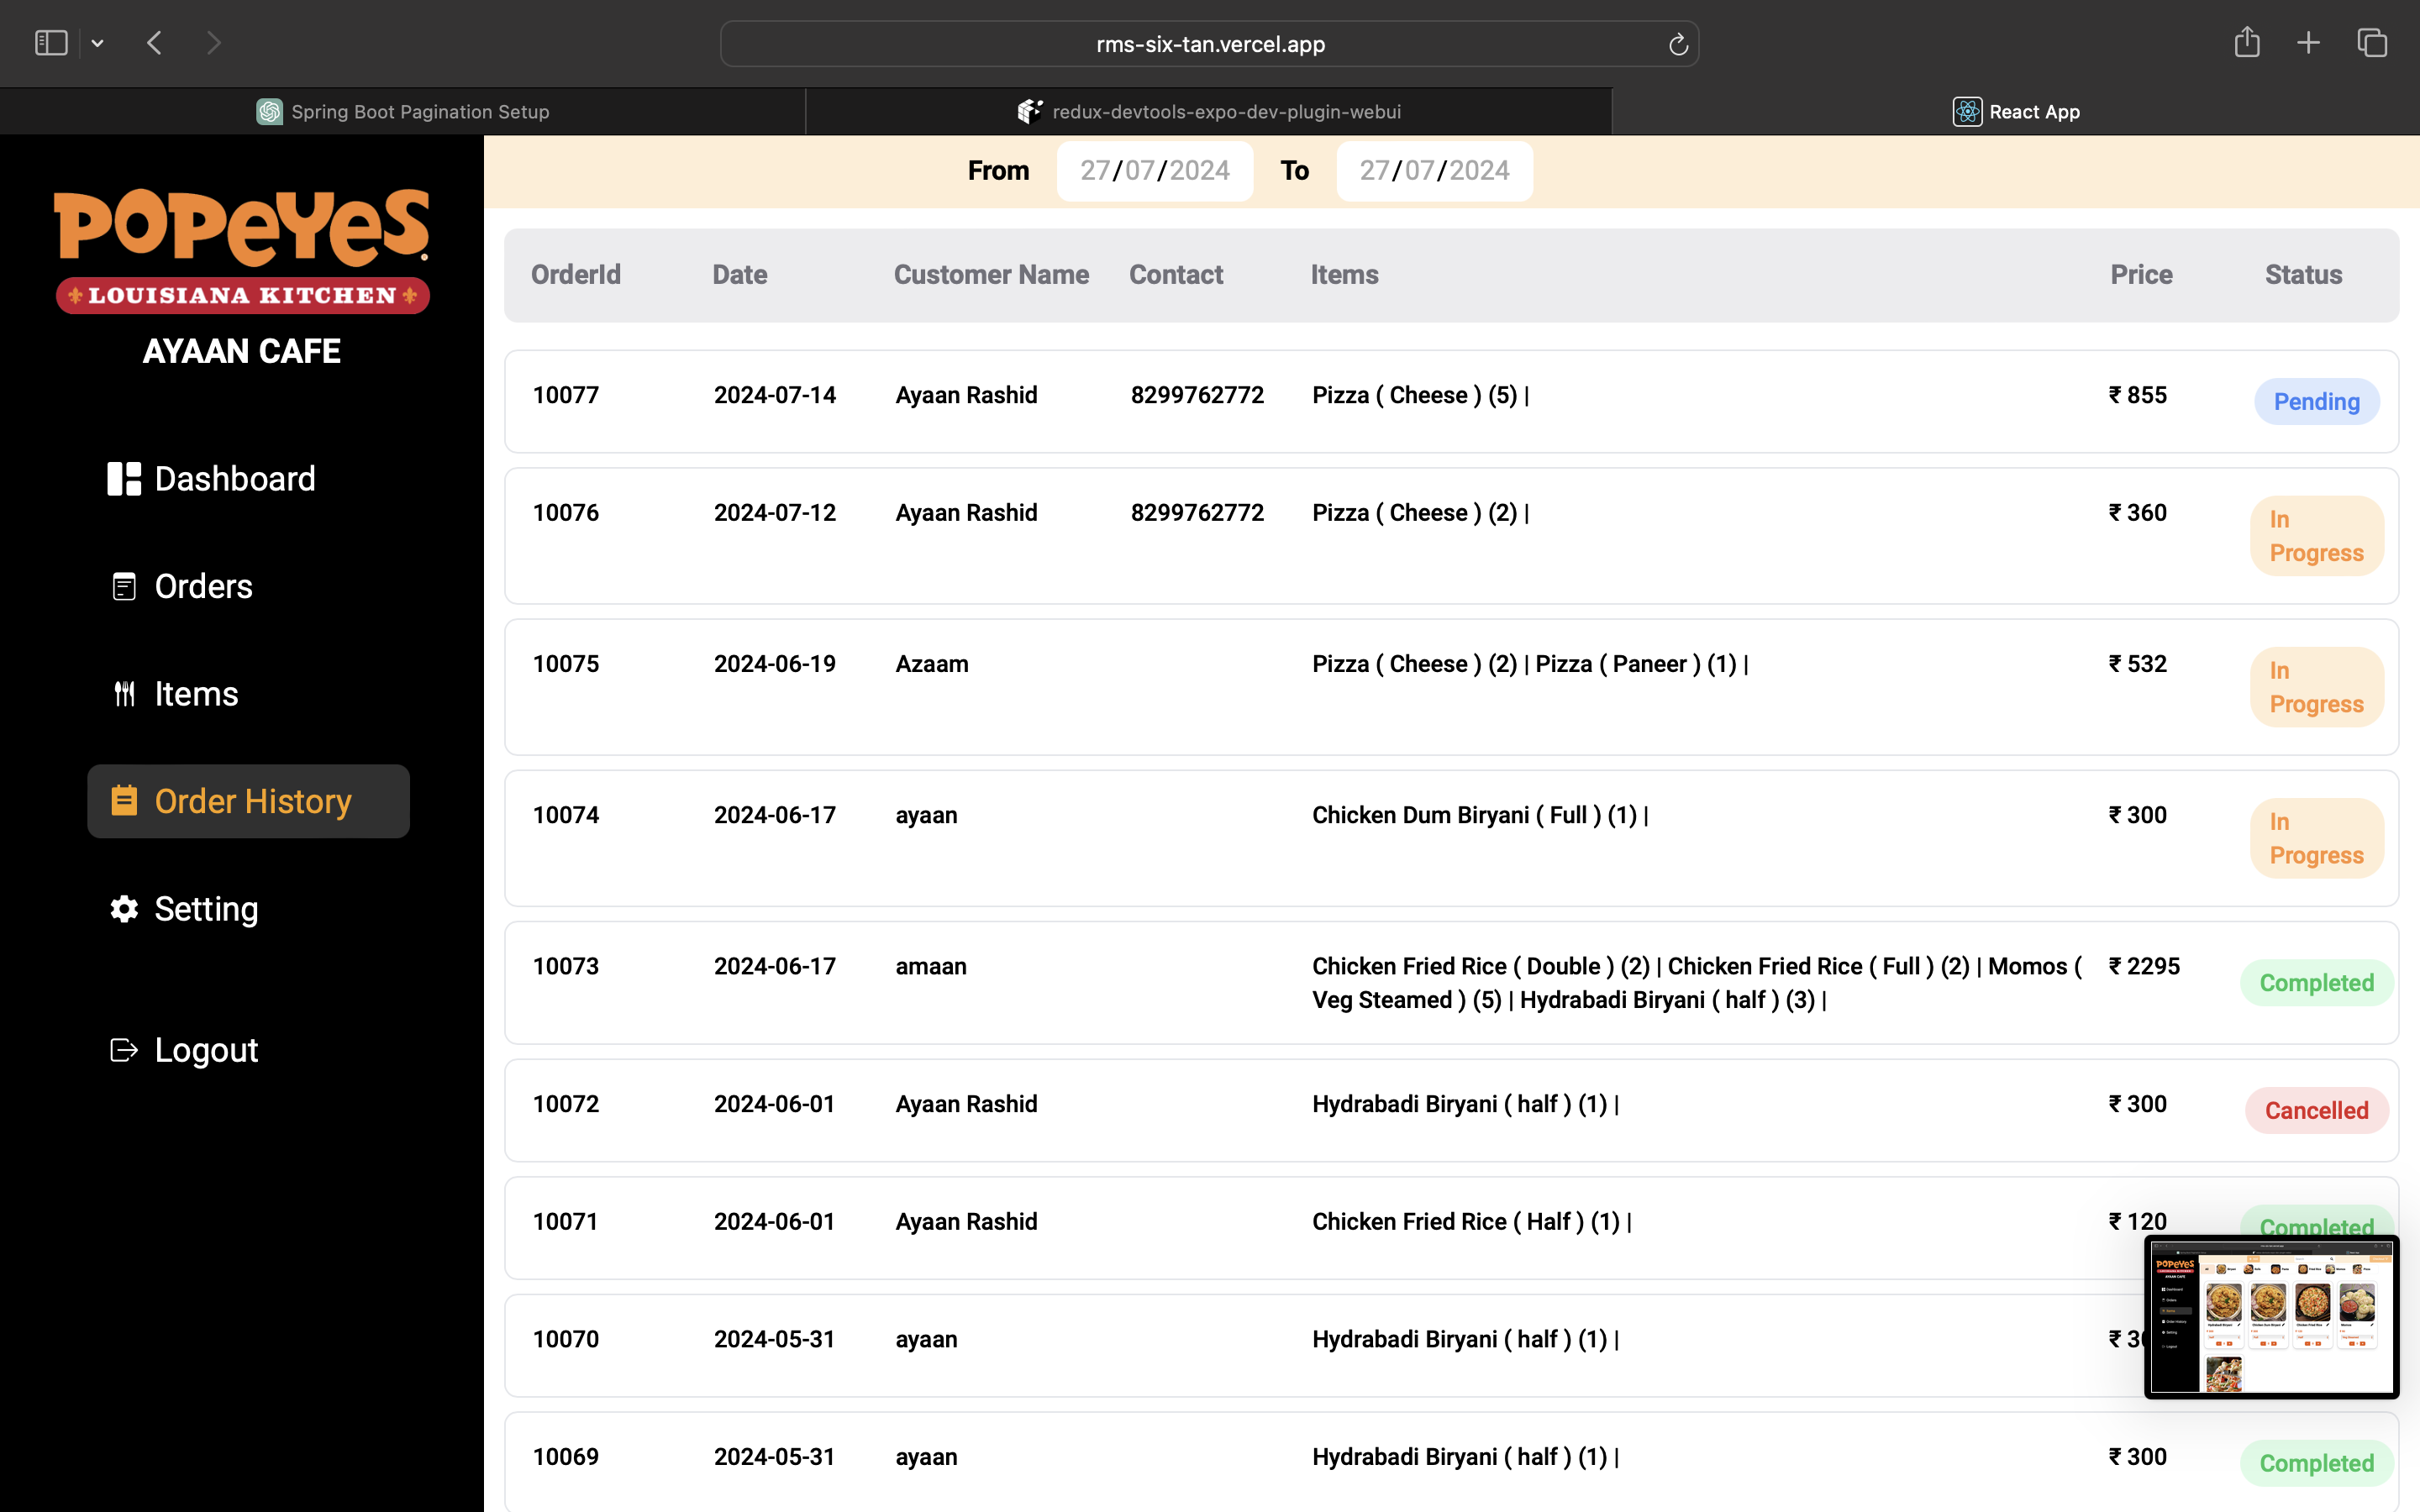 rms-six-tan.vercel.app
Spring Boot Pagination Setup
redux-devtools-expo-dev-plugin-webui
React App
POPEYES
LOUISIANA KITCHEN
AYAAN CAFE
Dashboard
Orders
Items
Order History
Setting
Logout
From 27/07/2024 To 27/07/2024
OrderId Date Customer Name Contact Items Price Status
10077 2024-07-14 Ayaan Rashid 8299762772 Pizza ( Cheese ) (5) | ₹ 855 Pending
10076 2024-07-12 Ayaan Rashid 8299762772 Pizza ( Cheese ) (2) | ₹ 360 In
Progress
10075 2024-06-19 Azaam Pizza ( Cheese ) (2) | Pizza ( Paneer ) (1) | ₹ 532 In
Progress
10074 2024-06-17 ayaan Chicken Dum Biryani ( Full ) (1) | ₹ 300 In
Progress
10073 2024-06-17 amaan Chicken Fried Rice ( Double ) (2) | Chicken Fried Rice ( Full ) (2) | Momos ( ₹ 2295 Completed
Veg Steamed ) (5) | Hydrabadi Biryani ( half ) (3) |
10072 2024-06-01 Ayaan Rashid Hydrabadi Biryani ( half ) (1) | ₹ 300 Cancelled
10071 2024-06-01 Ayaan Rashid Chicken Fried Rice ( Half ) (1) | ₹ 120 Completed
10070 2024-05-31 ayaan Hydrabadi Biryani ( half ) (1) | ₹
10069 2024-05-31 ayaan Hydrabadi Biryani ( half ) (1) | ₹ 300 Completed
POPEYES